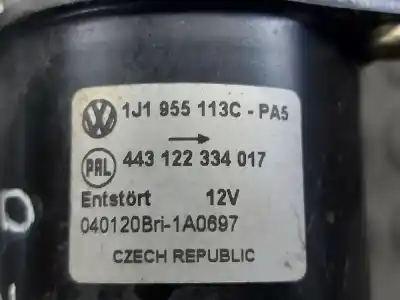 1J1 955 113C - PA5
PAL 443 122 334 017
Entstört 12V
040120Bri-1A0697
CZECH REPUBLIC